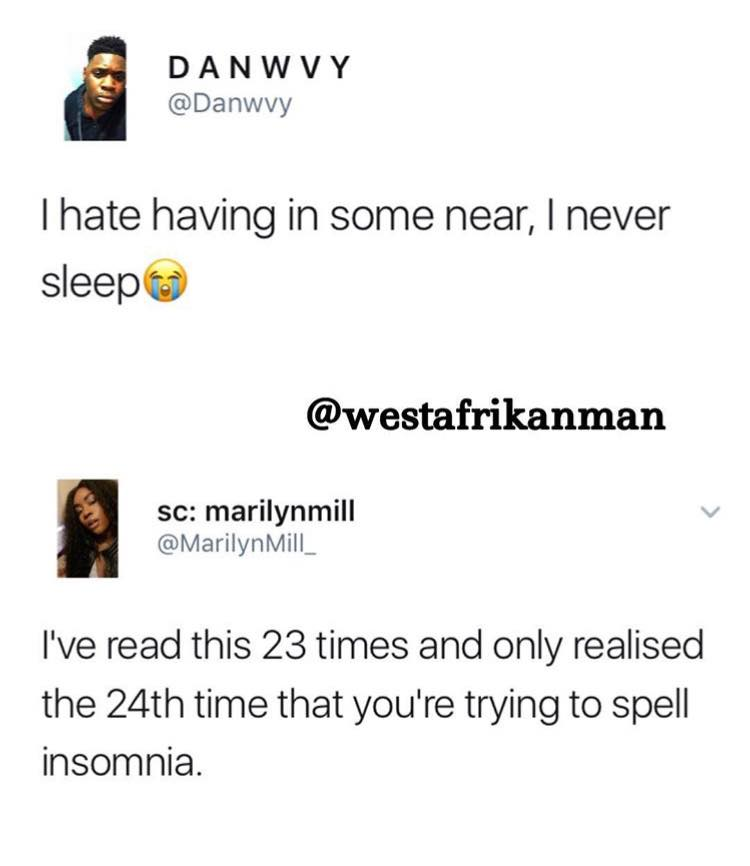 D A N W V Y
@Danwvy
I hate having in some near, I never
sleep😭
@westafrikanman
sc: marilynmill
@MarilynMill_
I've read this 23 times and only realised
the 24th time that you're trying to spell
insomnia.